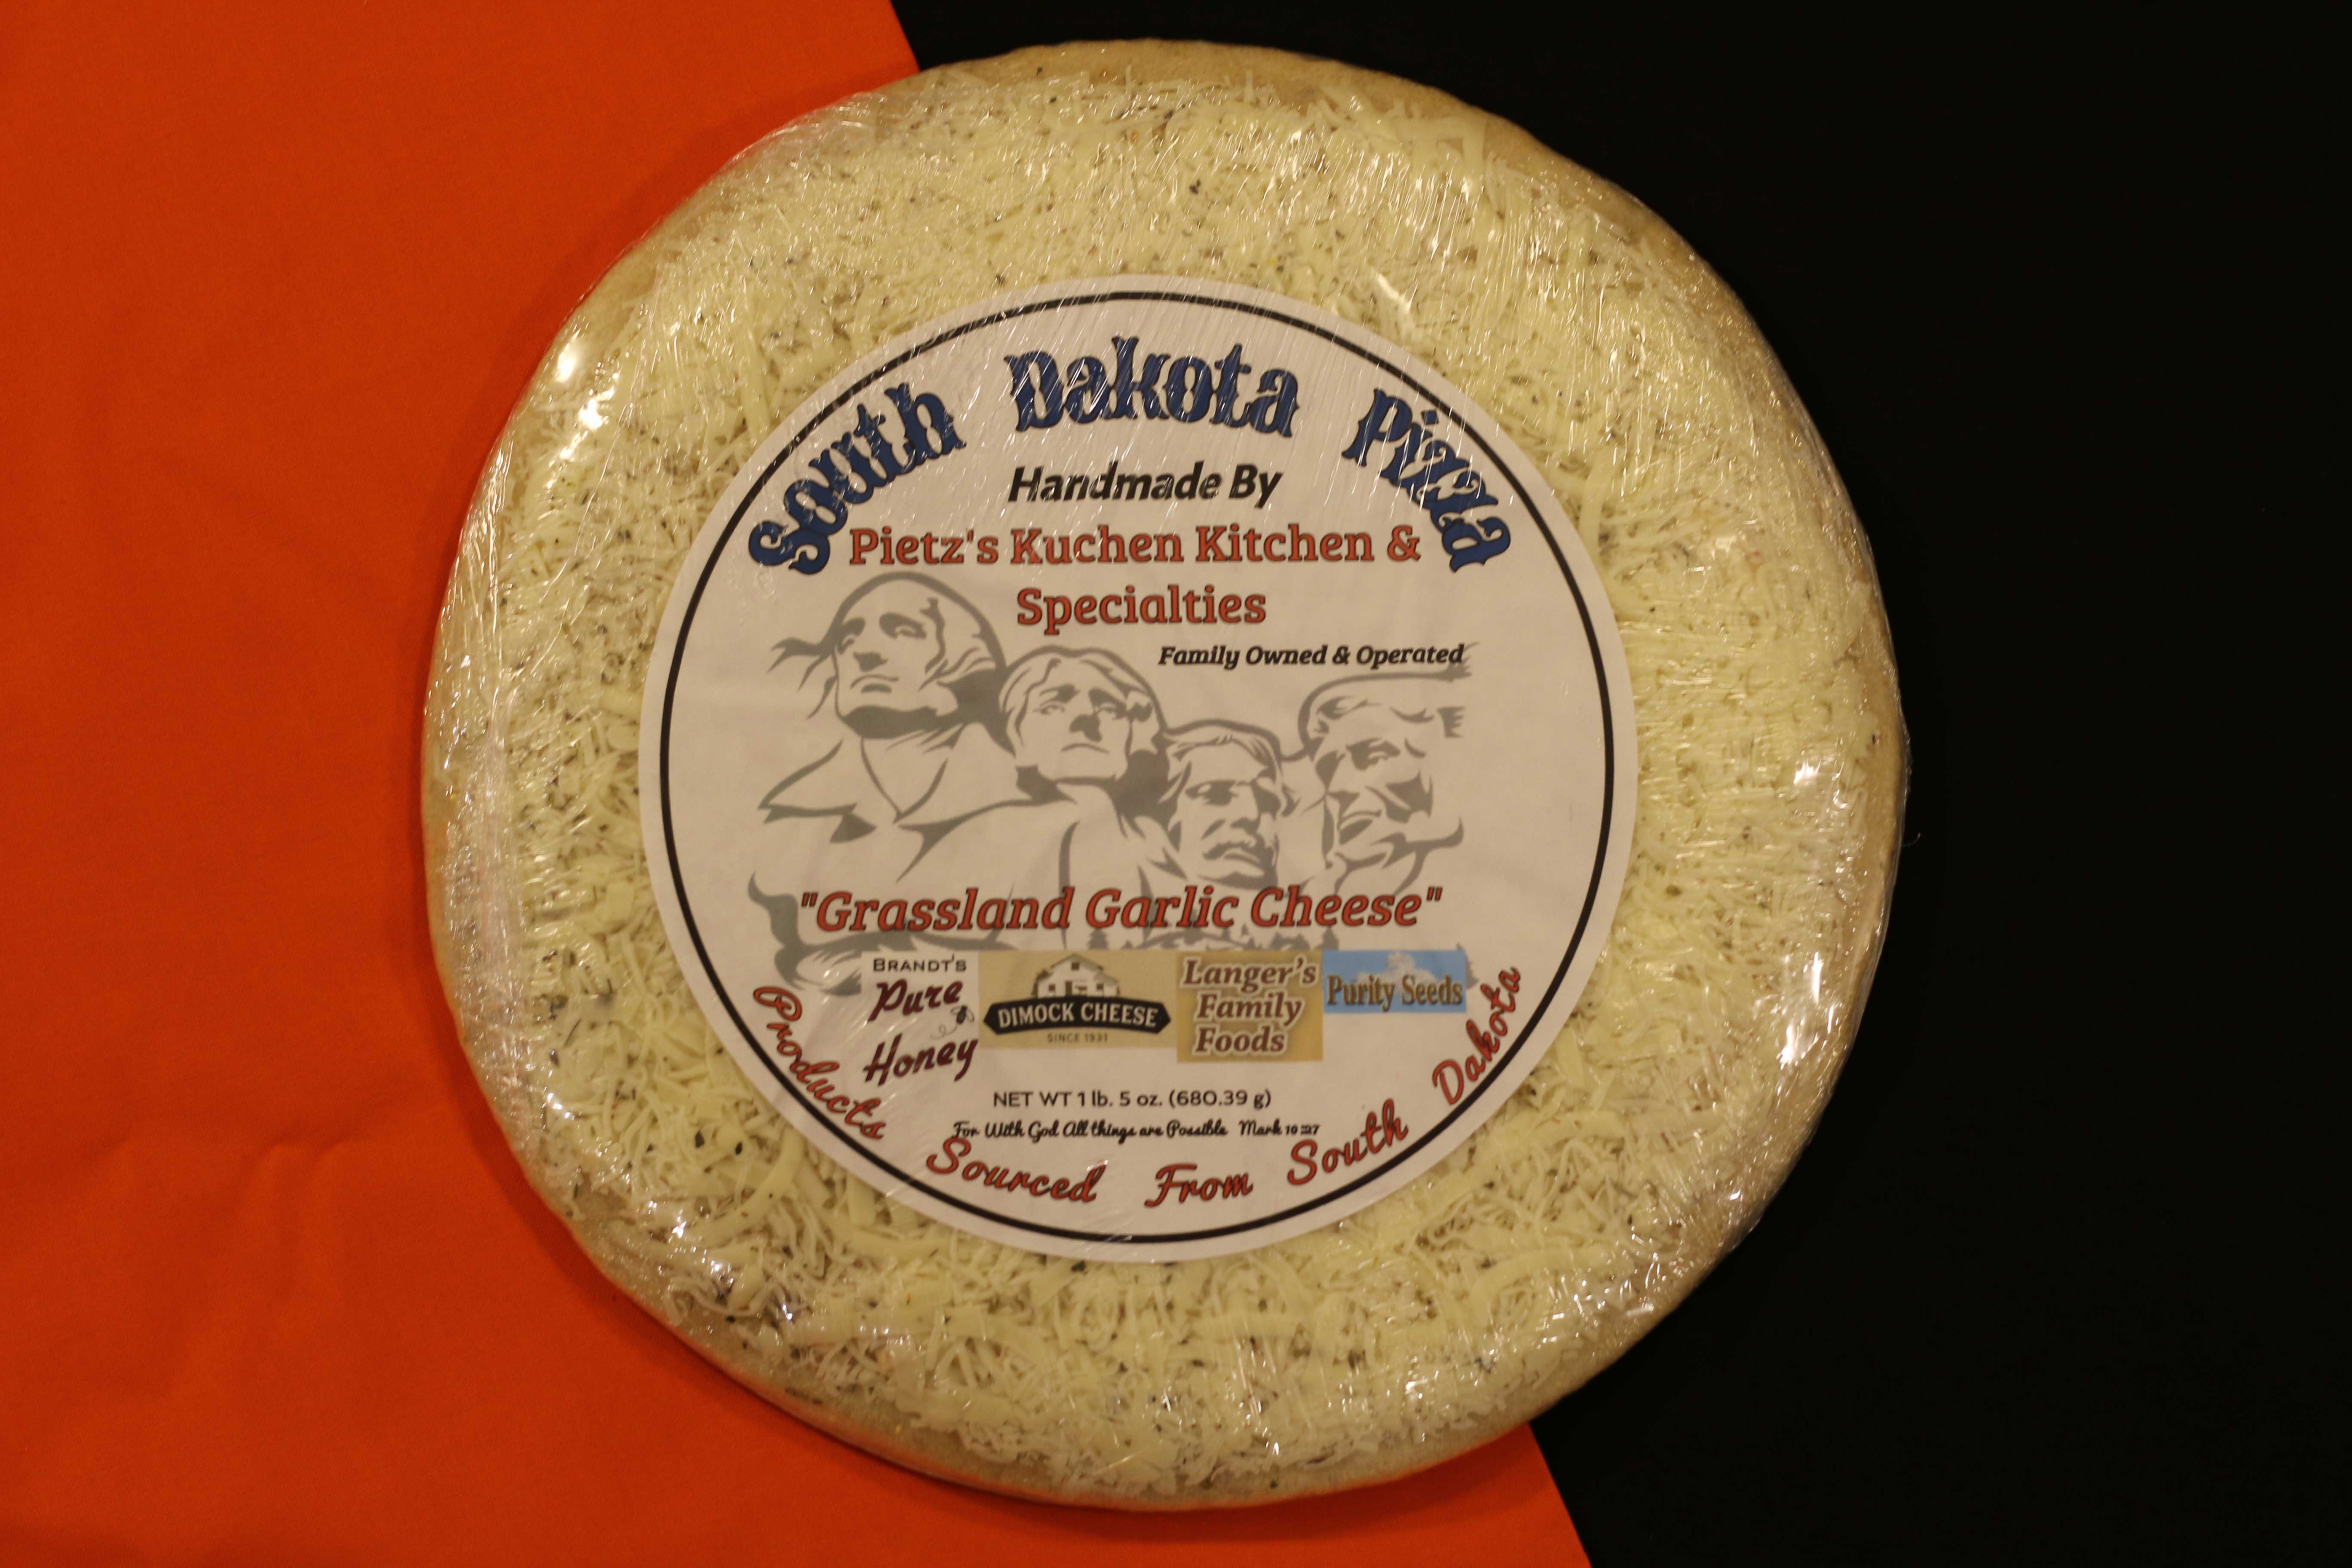 South Dakota Pizza
Handmade By
Pietz's Kuchen Kitchen &
Specialties
Family Owned & Operated
"Grassland Garlic Cheese"
BRANDT'S
Pure
Honey
DIMOCK CHEESE
SINCE 1931
Langer's
Family
Foods
Purity Seeds
NET WT 1 lb. 5 oz. (680.39 g)
For With God All things are Possible Mark 10:27
Products Sourced From South Dakota